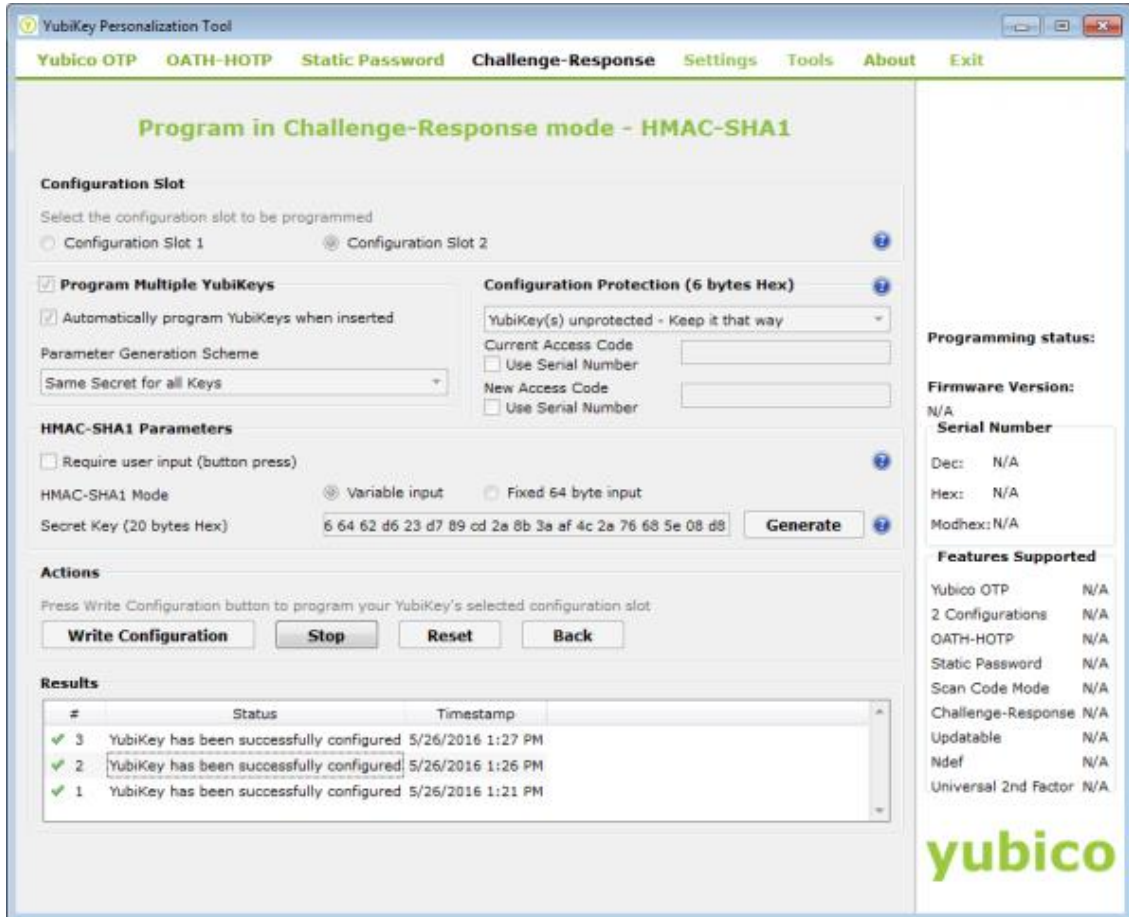 YubiKey Personalization Tool
Yubico OTP OATH-HOTP Static Password Challenge-Response Settings Tools About Exit
Program in Challenge-Response mode - HMAC-SHA1
Configuration Slot
Select the configuration slot to be programmed
Configuration Slot 1 Configuration Slot 2
Program Multiple YubiKeys
Automatically program YubiKeys when inserted
Parameter Generation Scheme
Same Secret for all Keys
Configuration Protection (6 bytes Hex)
YubiKey(s) unprotected - Keep it that way
Current Access Code
Use Serial Number
New Access Code
Use Serial Number
HMAC-SHA1 Parameters
Require user input (button press)
HMAC-SHA1 Mode Variable input Fixed 64 byte input
Secret Key (20 bytes Hex) 6 64 62 d6 23 d7 89 cd 2a 8b 3a af 4c 2a 76 68 5e 08 d8 Generate
Actions
Press Write Configuration button to program your YubiKey's selected configuration slot
Write Configuration Stop Reset Back
Results
# Status Timestamp
3 YubiKey has been successfully configured 5/26/2016 1:27 PM
2 YubiKey has been successfully configured 5/26/2016 1:26 PM
1 YubiKey has been successfully configured 5/26/2016 1:21 PM
Programming status:
Firmware Version:
N/A
Serial Number
Dec: N/A
Hex: N/A
Modhex: N/A
Features Supported
Yubico OTP N/A
2 Configurations N/A
OATH-HOTP N/A
Static Password N/A
Scan Code Mode N/A
Challenge-Response N/A
Updatable N/A
Ndef N/A
Universal 2nd Factor N/A
yubico